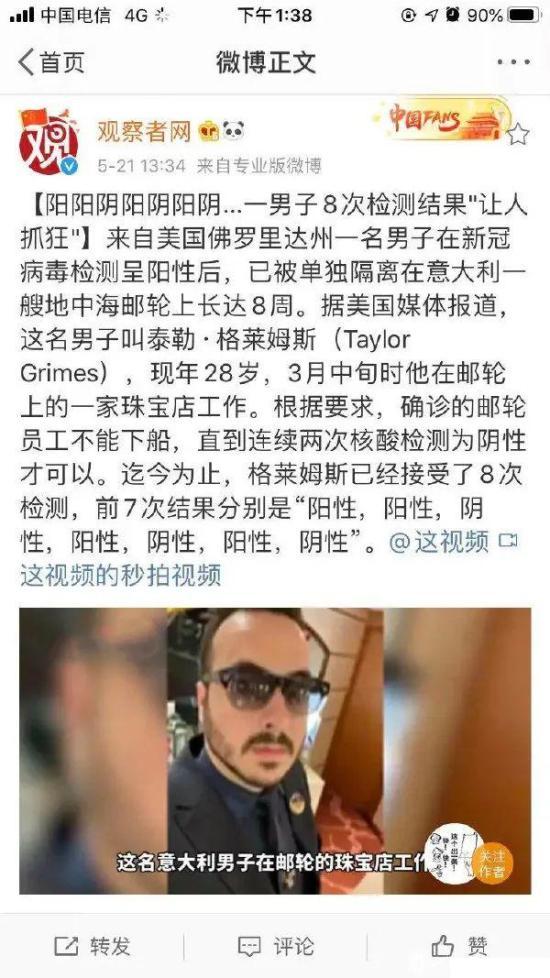 中国电信 4G 下午1:38 90%
首页 微博正文
观察者网
5-21 13:34 来自专业版微博
中国FANS
【阳阳阴阳阴阳阴...一男子8次检测结果"让人
抓狂"】来自美国佛罗里达州一名男子在新冠
病毒检测呈阳性后，已被单独隔离在意大利一
艘地中海邮轮上长达8周。据美国媒体报道，
这名男子叫泰勒·格莱姆斯（Taylor
Grimes），现年28岁，3月中旬时他在邮轮
上的一家珠宝店工作。根据要求，确诊的邮轮
员工不能下船，直到连续两次核酸检测为阴性
才可以。迄今为止，格莱姆斯已经接受了8次
检测，前7次结果分别是“阳性，阳性，阴
性，阳性，阴性，阳性，阴性”。@这视频
这视频的秒拍视频
这名意大利男子在邮轮的珠宝店工作
关注
作者
转发 评论 赞